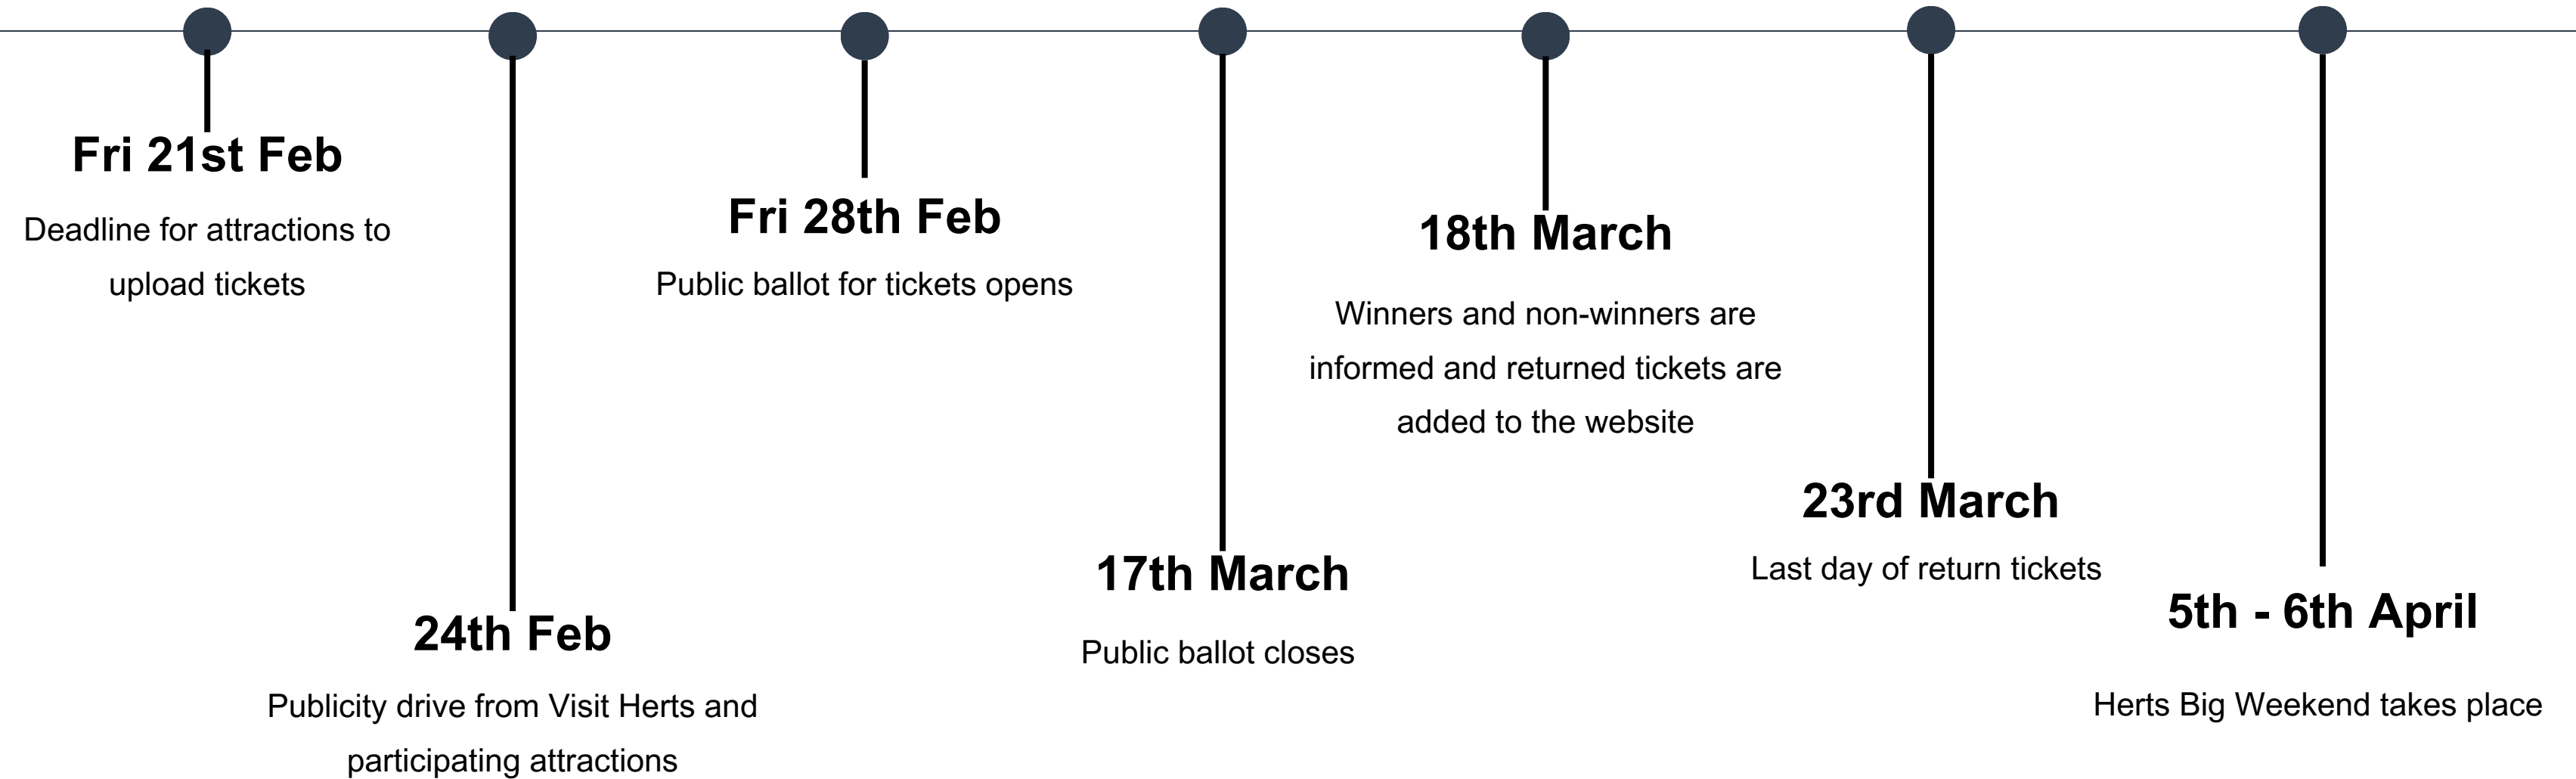 Fri 21st Feb
Deadline for attractions to
upload tickets
24th Feb
Publicity drive from Visit Herts and
participating attractions
Fri 28th Feb
Public ballot for tickets opens
17th March
Public ballot closes
18th March
Winners and non-winners are
informed and returned tickets are
added to the website
23rd March
Last day of return tickets
5th - 6th April
Herts Big Weekend takes place